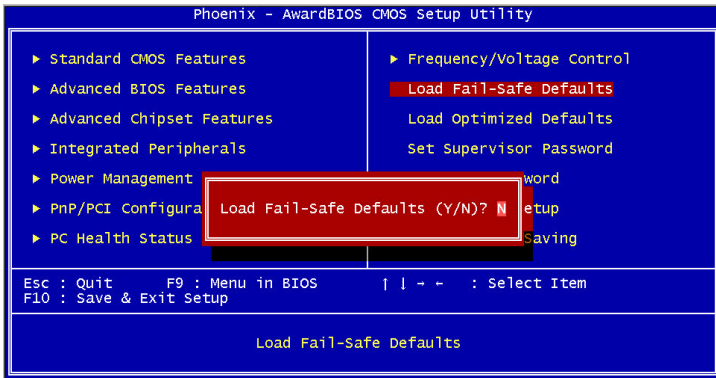 Phoenix - AwardBIOS CMOS Setup Utility
▶ Standard CMOS Features
▶ Advanced BIOS Features
▶ Advanced Chipset Features
▶ Integrated Peripherals
▶ Power Management
▶ PnP/PCI Configura
▶ PC Health Status
▶ Frequency/Voltage Control
Load Fail-Safe Defaults
Load Optimized Defaults
Set Supervisor Password
word
etup
Saving
Load Fail-Safe Defaults (Y/N)? N
Esc : Quit F9 : Menu in BIOS ↑ ↓ → ← : Select Item
F10 : Save & Exit Setup
Load Fail-Safe Defaults